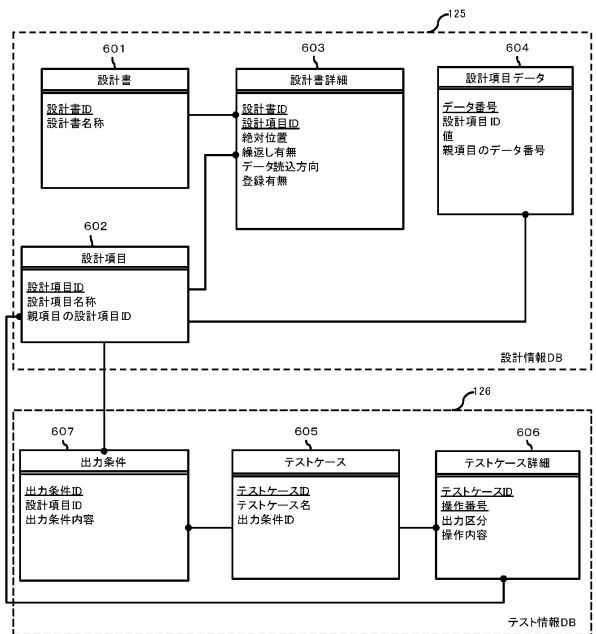 125
601
設計書
設計書ID
設計書名称
603
設計書詳細
設計書ID
設計項目ID
絶対位置
繰返し有無
データ読込方向
登録有無
604
設計項目データ
データ番号
設計項目ID
値
親項目のデータ番号
602
設計項目
設計項目ID
設計項目名称
親項目の設計項目ID
設計情報DB
126
607
出力条件
出力条件ID
設計項目ID
出力条件内容
605
テストケース
テストケースID
テストケース名
出力条件ID
606
テストケース詳細
テストケースID
操作番号
出力区分
操作内容
テスト情報DB